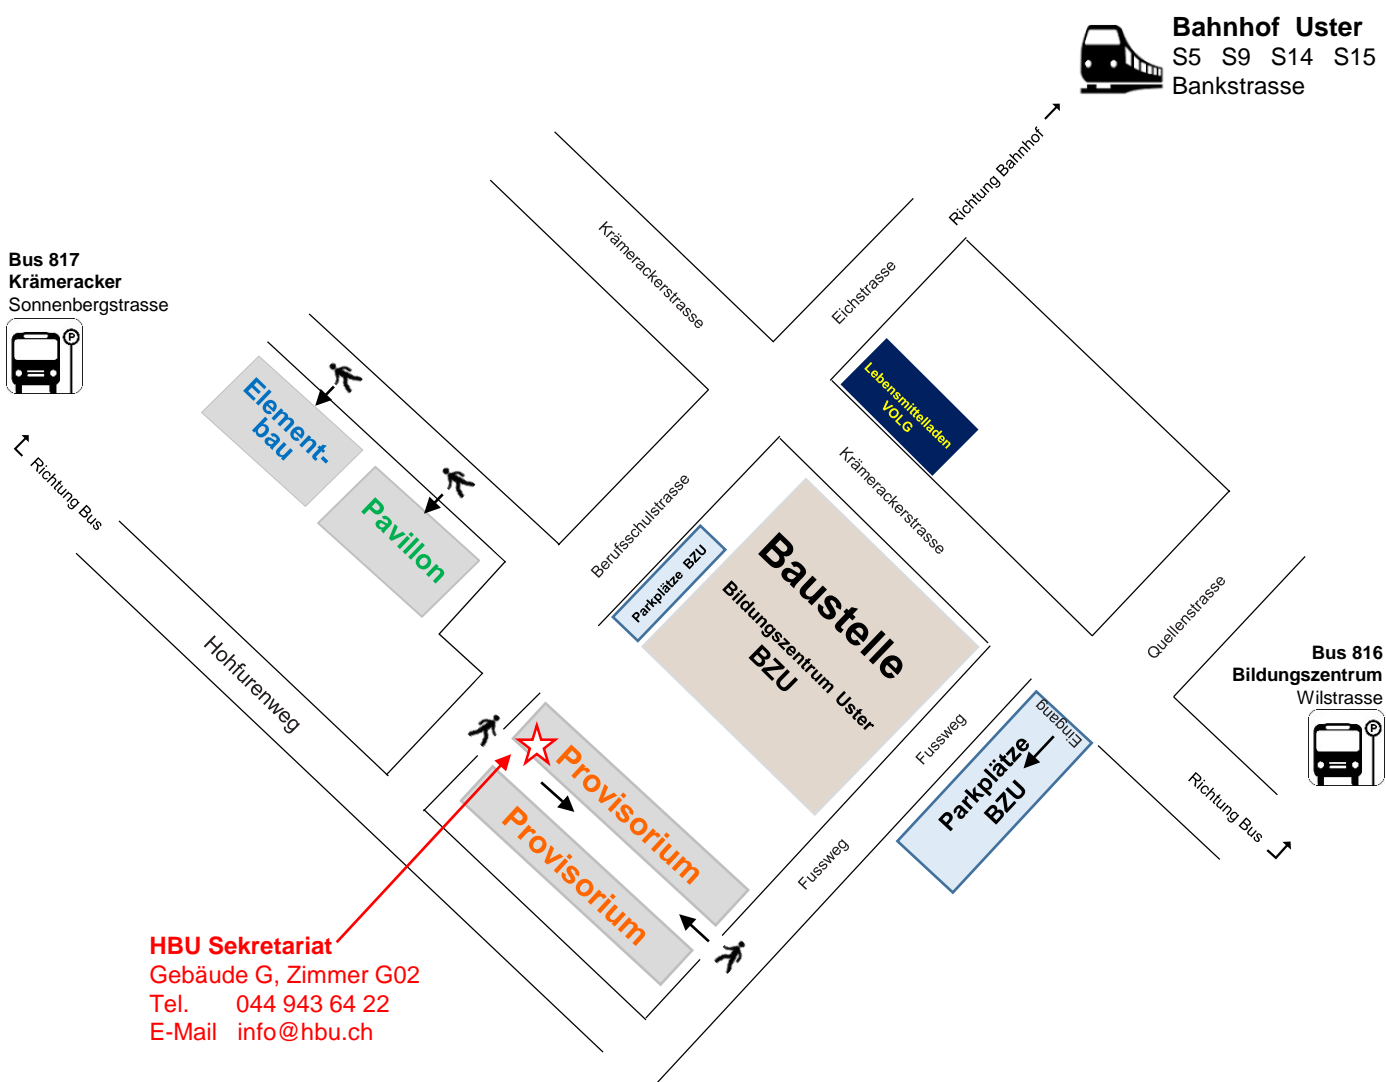 Bahnhof Uster
S5 S9 S14 S15
Bankstrasse
Richtung Bahnhof
Krämerackerstrasse
Eichstrasse
Bus 817
Krämeracker
Sonnenbergstrasse
P
Richtung Bus
Element-
bau
Pavillon
Lebensmittelladen
VOLG
Krämerackerstrasse
Berufsschulstrasse
Parkplätze BZU
Baustelle
Bildungszentrum Uster
BZU
Quellenstrasse
Bus 816
Bildungszentrum
Wilstrasse
P
Richtung Bus
Hohfurenweg
Fussweg
Eingang
Parkplätze
BZU
Fussweg
Provisorium
Provisorium
HBU Sekretariat
Gebäude G, Zimmer G02
Tel. 044 943 64 22
E-Mail info@hbu.ch